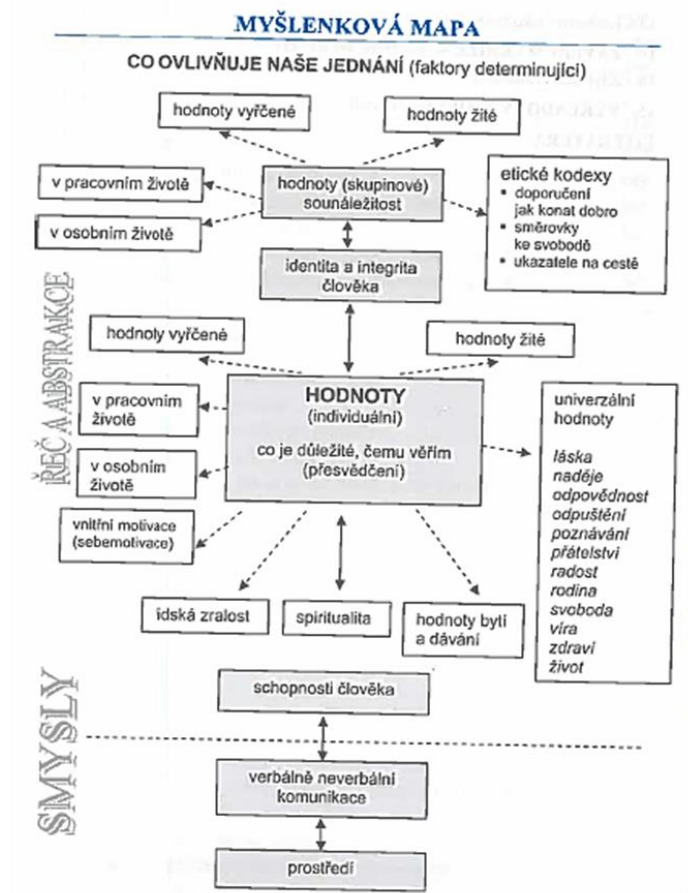 MYŠLENKOVÁ MAPA
CO OVLIVŇUJE NAŠE JEDNÁNÍ (faktory determinující)
hodnoty vyřčené
hodnoty žité
v pracovním životě
v osobním životě
hodnoty (skupinové)
sounáležitost
etické kodexy
▪ doporučení
jak konat dobro
▪ směrovky
ke svobodě
▪ ukazatele na cestě
identita a integrita
člověka
ŘEČ A ABSTRAKCE
hodnoty vyřčené
hodnoty žité
v pracovním
životě
v osobním
životě
vnitřní motivace
(sebemotivace)
HODNOTY
(individuální)
co je důležité, čemu věřím
(přesvědčení)
univerzální
hodnoty
láska
naděje
odpovědnost
odpuštění
poznávání
přátelství
radost
rodina
svoboda
víra
zdraví
život
idská zralost
spiritualita
hodnoty bytí
a dávání
SMYSLY
schopnosti člověka
verbálně neverbální
komunikace
prostředí